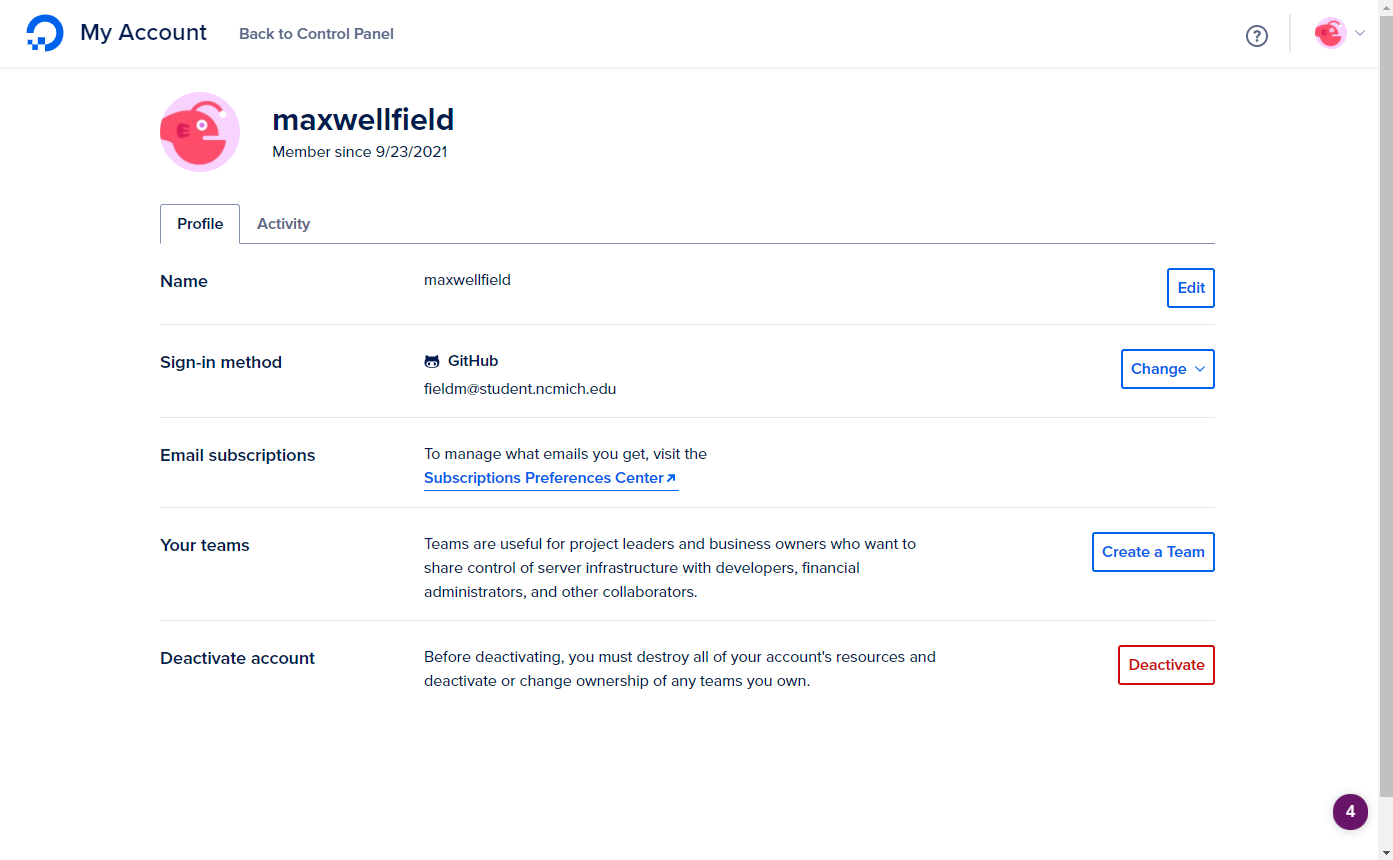 My Account
Back to Control Panel
maxwellfield
Member since 9/23/2021
Profile
Activity
Name
maxwellfield
Edit
Sign-in method
GitHub
fieldm@student.ncmich.edu
Change
Email subscriptions
To manage what emails you get, visit the
Subscriptions Preferences Center
Your teams
Teams are useful for project leaders and business owners who want to
share control of server infrastructure with developers, financial
administrators, and other collaborators.
Create a Team
Deactivate account
Before deactivating, you must destroy all of your account's resources and
deactivate or change ownership of any teams you own.
Deactivate
4